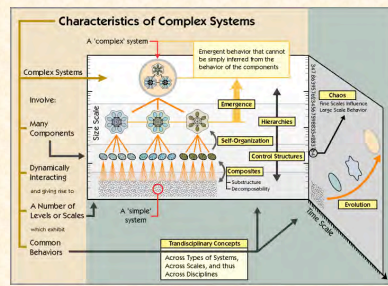 Characteristics of Complex Systems
A 'complex' system
Emergent behavior that cannot
be simply inferred from the
behavior of the components
Complex Systems
Involve:
Many
Components
Dynamically
Interacting
and giving rise to
A Number of
Levels or Scales
which exhibit
Common
Behaviors
Size Scale
Emergence
Hierarchies
Self-Organization
Control Structures
Composites
Substructure
Decomposability
A 'simple'
system
Chaos
Fine Scales Influence
Large Scale Behavior
Evolution
Time Scale
Transdisciplinary Concepts
Across Types of Systems,
Across Scales, and thus
Across Disciplines